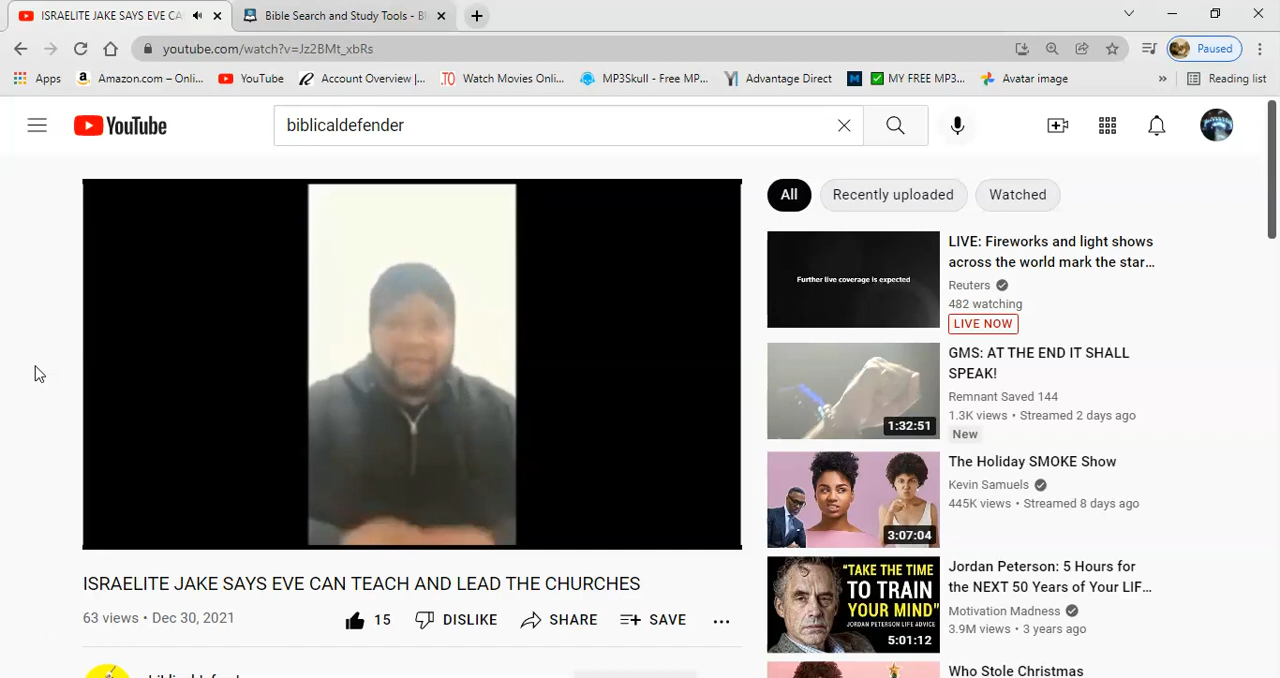 ISRAELITE JAKE SAYS EVE CA
Bible Search and Study Tools - Bl
youtube.com/watch?v=Jz2BMt_xbRs
Paused
Apps
Amazon.com – Onli...
YouTube
Account Overview |...
.TO
Watch Movies Onl...
MP3Skull - Free MP...
Advantage Direct
M
MY FREE MP3...
Avatar image
»
Reading list
YouTube
biblicaldefender
All
Recently uploaded
Watched
Further live coverage is expected
LIVE: Fireworks and light shows
across the world mark the star...
Reuters
482 watching
LIVE NOW
1:32:51
GMS: AT THE END IT SHALL
SPEAK!
Remnant Saved 144
1.3K views • Streamed 2 days ago
New
3:07:04
The Holiday SMOKE Show
Kevin Samuels
445K views • Streamed 8 days ago
"TAKE THE TIME
TO TRAIN
YOUR MIND"
JORDAN PETERSON LIFE ADVICE
5:01:12
Jordan Peterson: 5 Hours for
the NEXT 50 Years of Your LIF...
Motivation Madness
3.9M views • 3 years ago
Who Stole Christmas
ISRAELITE JAKE SAYS EVE CAN TEACH AND LEAD THE CHURCHES
63 views • Dec 30, 2021
15
DISLIKE
SHARE
SAVE